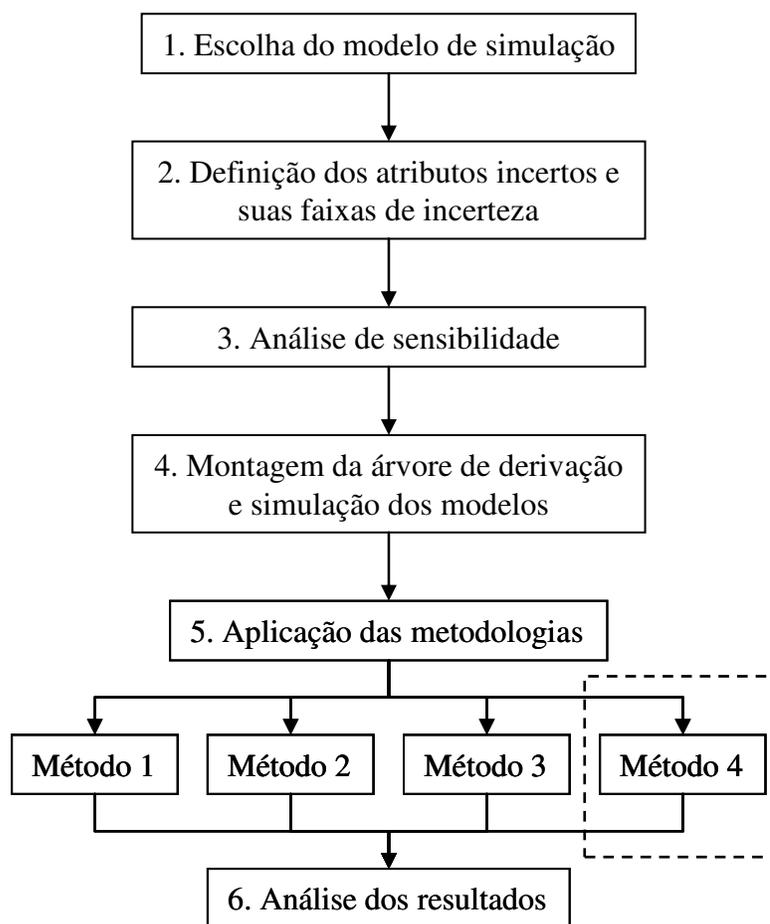 1. Escolha do modelo de simulação
2. Definição dos atributos incertos e
suas faixas de incerteza
3. Análise de sensibilidade
4. Montagem da árvore de derivação
e simulação dos modelos
5. Aplicação das metodologias
Método 1
Método 2
Método 3
Método 4
6. Análise dos resultados